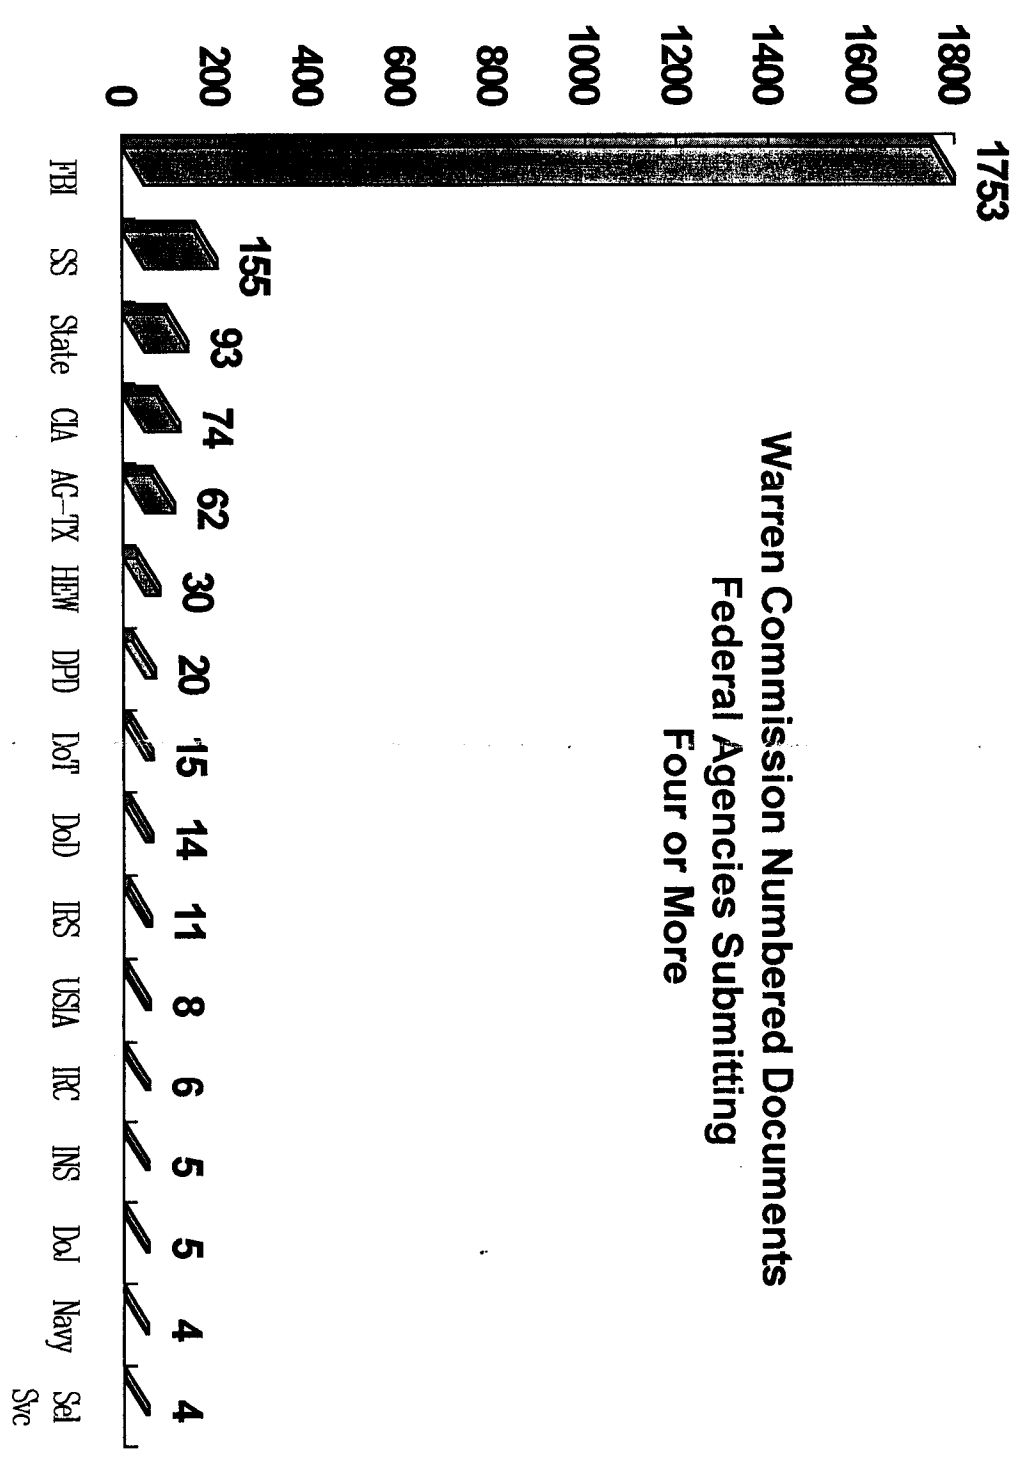 Warren Commission Numbered Documents
Federal Agencies Submitting
Four or More
1800
1600
1400
1200
1000
800
600
400
200
0
1753
155
93
74
62
30
20
15
14
11
8
6
5
5
4
4
FBI
SS
State
CIA
AG-TX
HEW
DPD
DoT
DoD
IRS
USIA
IRC
INS
DoJ
Navy
Sel
Svc